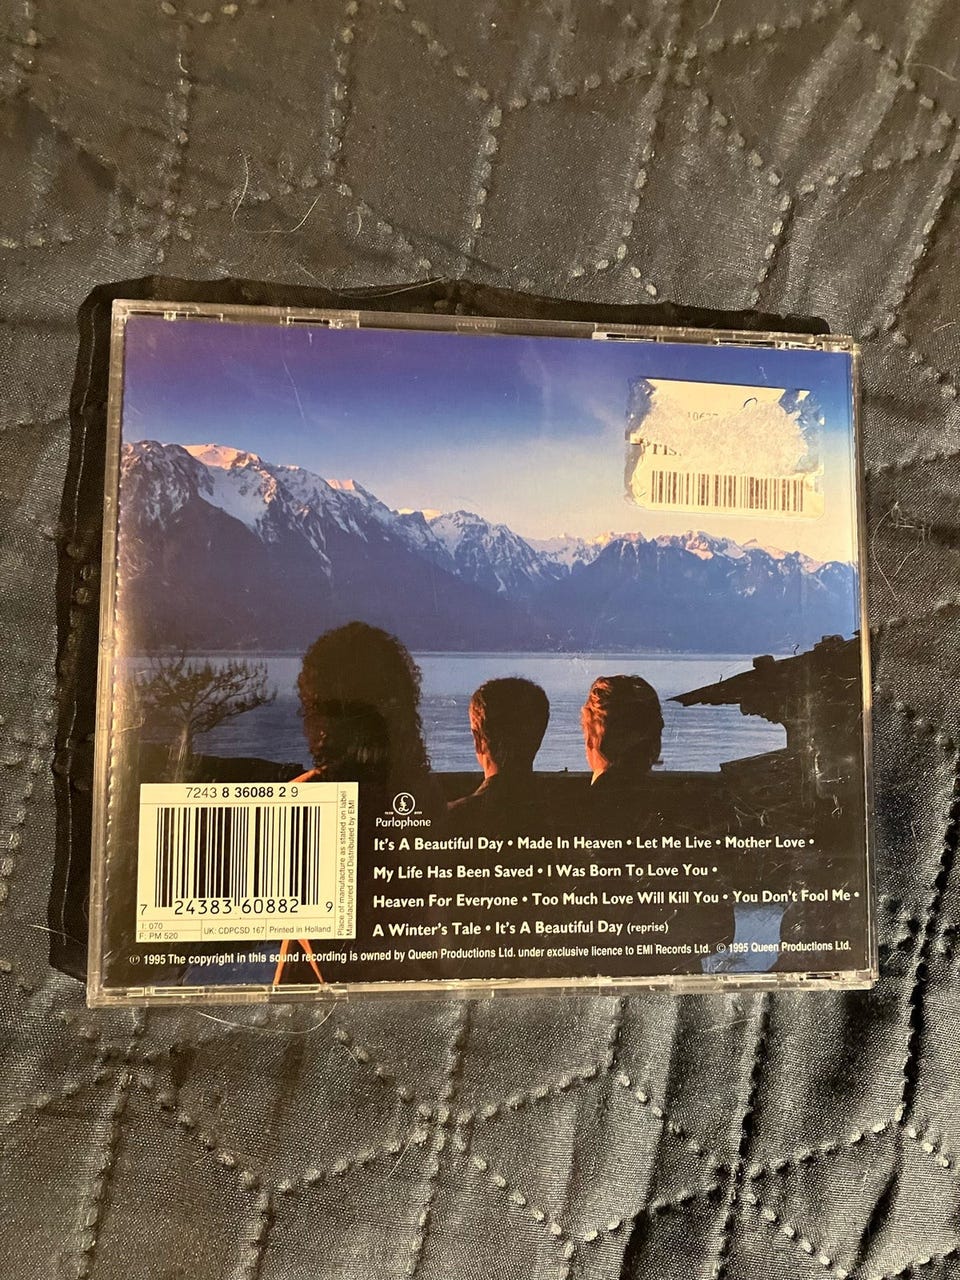 Pris
7243 8 36088 2 9
7 24383 60882 9
I: 070
F: PM 520
UK: CDPCSD 167
Printed in Holland
Place of manufacture as stated on label
Manufactured and Distributed by EMI
Parlophone
It's A Beautiful Day • Made In Heaven • Let Me Live • Mother Love •
My Life Has Been Saved • I Was Born To Love You •
Heaven For Everyone • Too Much Love Will Kill You • You Don't Fool Me •
A Winter's Tale • It's A Beautiful Day (reprise)
℗ 1995 The copyright in this sound recording is owned by Queen Productions Ltd. under exclusive licence to EMI Records Ltd. © 1995 Queen Productions Ltd.